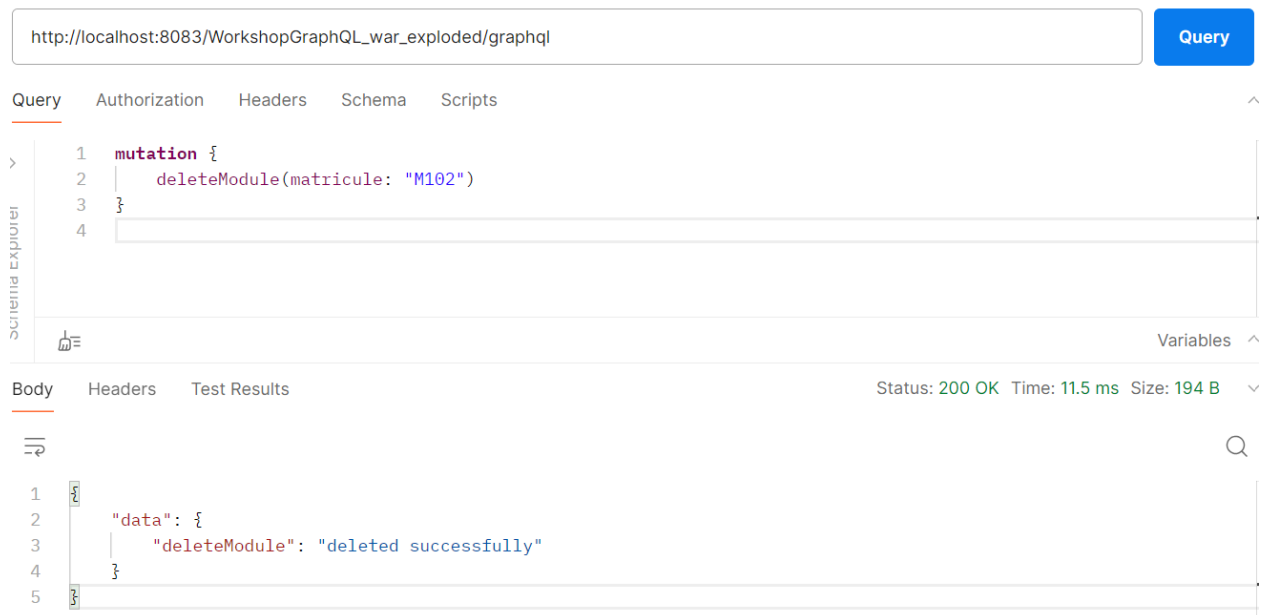 http://localhost:8083/WorkshopGraphQL_war_exploded/graphql
Query
Query Authorization Headers Schema Scripts
Schema Explorer
1 mutation {
2 deleteModule(matricule: "M102")
3 }
4
Variables
Body Headers Test Results Status: 200 OK Time: 11.5 ms Size: 194 B
1 {
2 "data": {
3 "deleteModule": "deleted successfully"
4 }
5 }